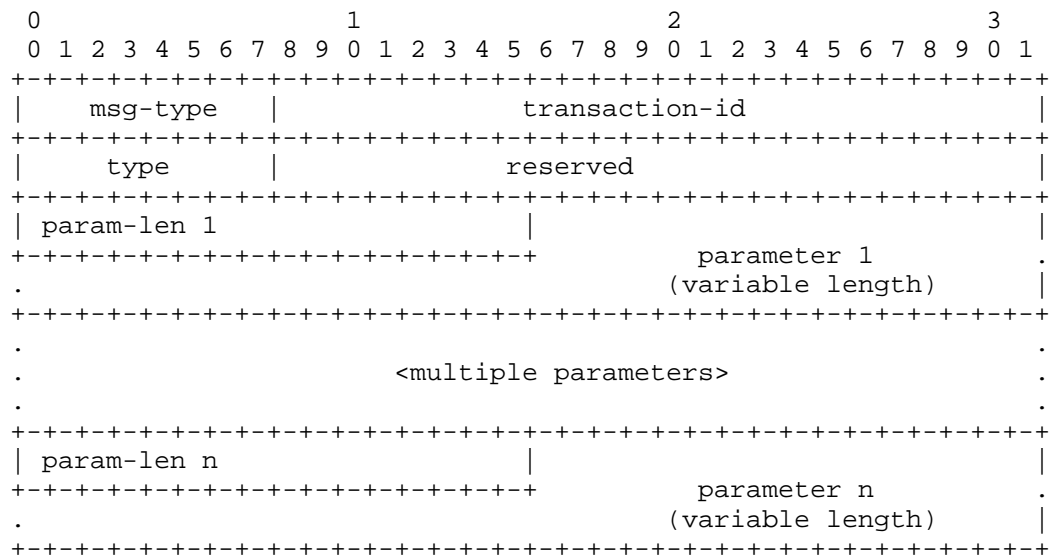 0                   1                   2                   3
 0 1 2 3 4 5 6 7 8 9 0 1 2 3 4 5 6 7 8 9 0 1 2 3 4 5 6 7 8 9 0 1
+-+-+-+-+-+-+-+-+-+-+-+-+-+-+-+-+-+-+-+-+-+-+-+-+-+-+-+-+-+-+-+-+
|    msg-type   |               transaction-id                  |
+-+-+-+-+-+-+-+-+-+-+-+-+-+-+-+-+-+-+-+-+-+-+-+-+-+-+-+-+-+-+-+-+
|     type      |              reserved                         |
+-+-+-+-+-+-+-+-+-+-+-+-+-+-+-+-+-+-+-+-+-+-+-+-+-+-+-+-+-+-+-+-+
| param-len 1                   |                               |
+-+-+-+-+-+-+-+-+-+-+-+-+-+-+-+-+          parameter 1          .
.                                        (variable length)      |
+-+-+-+-+-+-+-+-+-+-+-+-+-+-+-+-+-+-+-+-+-+-+-+-+-+-+-+-+-+-+-+-+
.                                                               .
.                       <multiple parameters>                   .
.                                                               .
+-+-+-+-+-+-+-+-+-+-+-+-+-+-+-+-+-+-+-+-+-+-+-+-+-+-+-+-+-+-+-+-+
| param-len n                   |                               |
+-+-+-+-+-+-+-+-+-+-+-+-+-+-+-+-+          parameter n          .
.                                        (variable length)      |
+-+-+-+-+-+-+-+-+-+-+-+-+-+-+-+-+-+-+-+-+-+-+-+-+-+-+-+-+-+-+-+-+